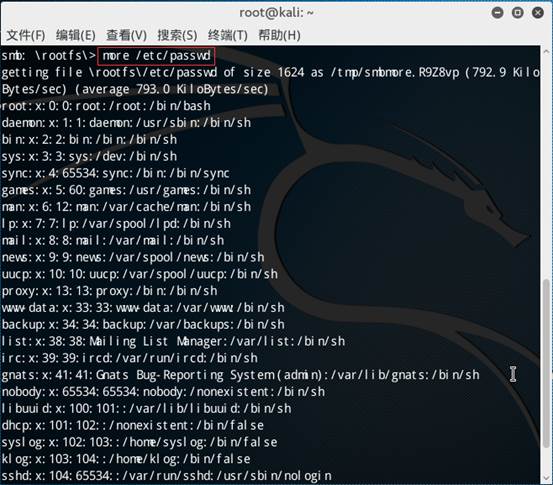 root@kali: ~
文件(F) 编辑(E) 查看(V) 搜索(S) 终端(T) 帮助(H)
smb: \rootfs\> more /etc/passwd
getting file \rootfs\/etc/passwd of size 1624 as /tmp/smbmore.R9Z8vp (792.9 Kilo
Bytes/sec) (average 793.0 KiloBytes/sec)
root:x:0:0:root:/root:/bin/bash
daemon:x:1:1:daemon:/usr/sbin:/bin/sh
bin:x:2:2:bin:/bin:/bin/sh
sys:x:3:3:sys:/dev:/bin/sh
sync:x:4:65534:sync:/bin:/bin/sync
games:x:5:60:games:/usr/games:/bin/sh
man:x:6:12:man:/var/cache/man:/bin/sh
lp:x:7:7:lp:/var/spool/lpd:/bin/sh
mail:x:8:8:mail:/var/mail:/bin/sh
news:x:9:9:news:/var/spool/news:/bin/sh
uucp:x:10:10:uucp:/var/spool/uucp:/bin/sh
proxy:x:13:13:proxy:/bin:/bin/sh
www-data:x:33:33:www-data:/var/www:/bin/sh
backup:x:34:34:backup:/var/backups:/bin/sh
list:x:38:38:Mailing List Manager:/var/list:/bin/sh
irc:x:39:39:ircd:/var/run/ircd:/bin/sh
gnats:x:41:41:Gnats Bug-Reporting System (admin):/var/lib/gnats:/bin/sh
nobody:x:65534:65534:nobody:/nonexistent:/bin/sh
libuuid:x:100:101::/var/lib/libuuid:/bin/sh
dhcp:x:101:102::/nonexistent:/bin/false
syslog:x:102:103::/home/syslog:/bin/false
klog:x:103:104::/home/klog:/bin/false
sshd:x:104:65534::/var/run/sshd:/usr/sbin/nologin